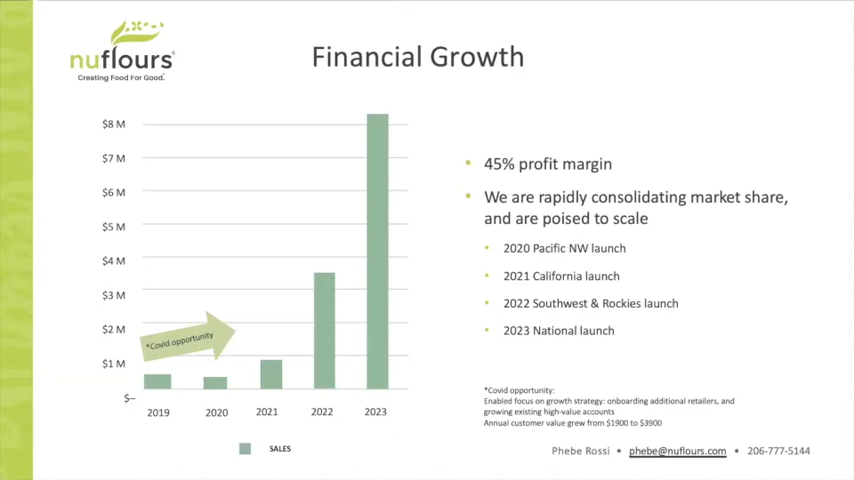 nuflours®
Creating Food For Good.™
Financial Growth
$8 M
$7 M
$6 M
$5 M
$4 M
$3 M
$2 M
$1 M
$–
*Covid opportunity
2019 2020 2021 2022 2023
SALES
• 45% profit margin
• We are rapidly consolidating market share,
and are poised to scale
• 2020 Pacific NW launch
• 2021 California launch
• 2022 Southwest & Rockies launch
• 2023 National launch
*Covid opportunity:
Enabled focus on growth strategy: onboarding additional retailers, and
growing existing high-value accounts
Annual customer value grew from $1900 to $3900
Phebe Rossi • phebe@nuflours.com • 206-777-5144